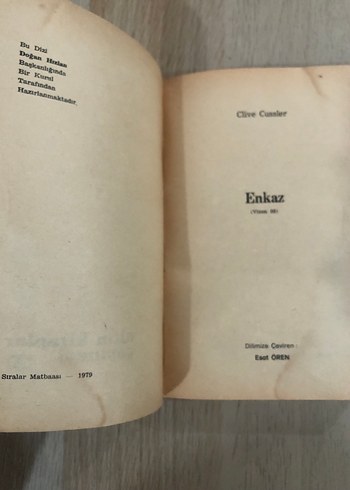 Bu Dizi
Doğan Hızlan
Başkanlığında
Bir Kurul
Tarafından
Hazırlanmaktadır.
Sıralar Matbaası — 1979
Clive Cussler
Enkaz
Dilimize Çeviren:
Esat ÖREN